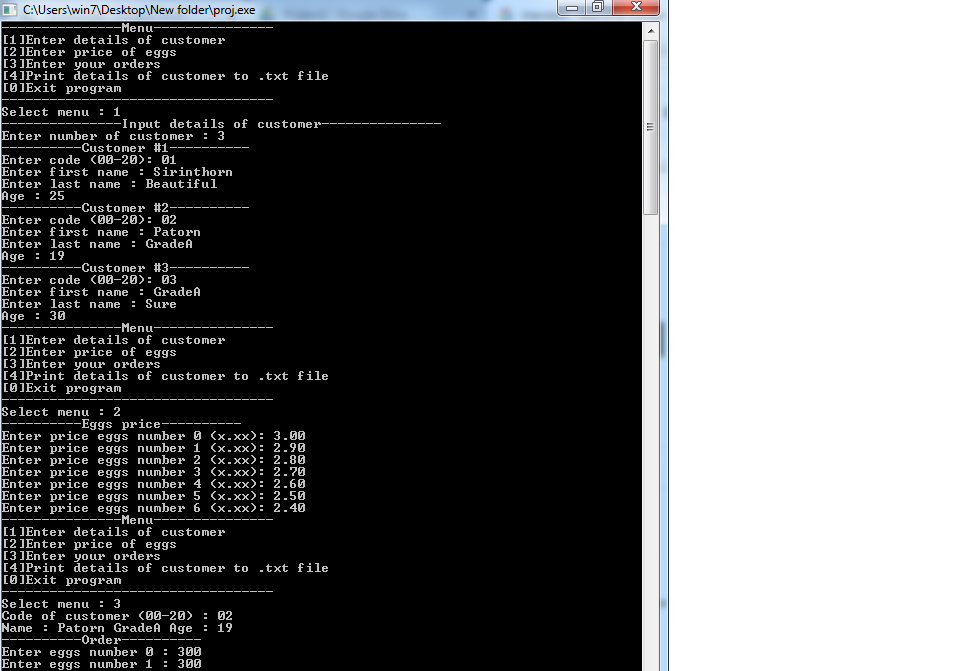 C:\Users\win7\Desktop\New folder\proj.exe
---------------Menu---------------
[1]Enter details of customer
[2]Enter price of eggs
[3]Enter your orders
[4]Print details of customer to .txt file
[0]Exit program
----------------------------------
Select menu : 1
---------------Input details of customer---------------
Enter number of customer : 3
----------Customer #1----------
Enter code (00-20): 01
Enter first name : Sirinthorn
Enter last name : Beautiful
Age : 25
----------Customer #2----------
Enter code (00-20): 02
Enter first name : Patorn
Enter last name : GradeA
Age : 19
----------Customer #3----------
Enter code (00-20): 03
Enter first name : GradeA
Enter last name : Sure
Age : 30
---------------Menu---------------
[1]Enter details of customer
[2]Enter price of eggs
[3]Enter your orders
[4]Print details of customer to .txt file
[0]Exit program
----------------------------------
Select menu : 2
----------Eggs price----------
Enter price eggs number 0 (x.xx): 3.00
Enter price eggs number 1 (x.xx): 2.90
Enter price eggs number 2 (x.xx): 2.80
Enter price eggs number 3 (x.xx): 2.70
Enter price eggs number 4 (x.xx): 2.60
Enter price eggs number 5 (x.xx): 2.50
Enter price eggs number 6 (x.xx): 2.40
---------------Menu---------------
[1]Enter details of customer
[2]Enter price of eggs
[3]Enter your orders
[4]Print details of customer to .txt file
[0]Exit program
----------------------------------
Select menu : 3
Code of customer (00-20) : 02
Name : Patorn GradeA Age : 19
----------Order----------
Enter eggs number 0 : 300
Enter eggs number 1 : 300